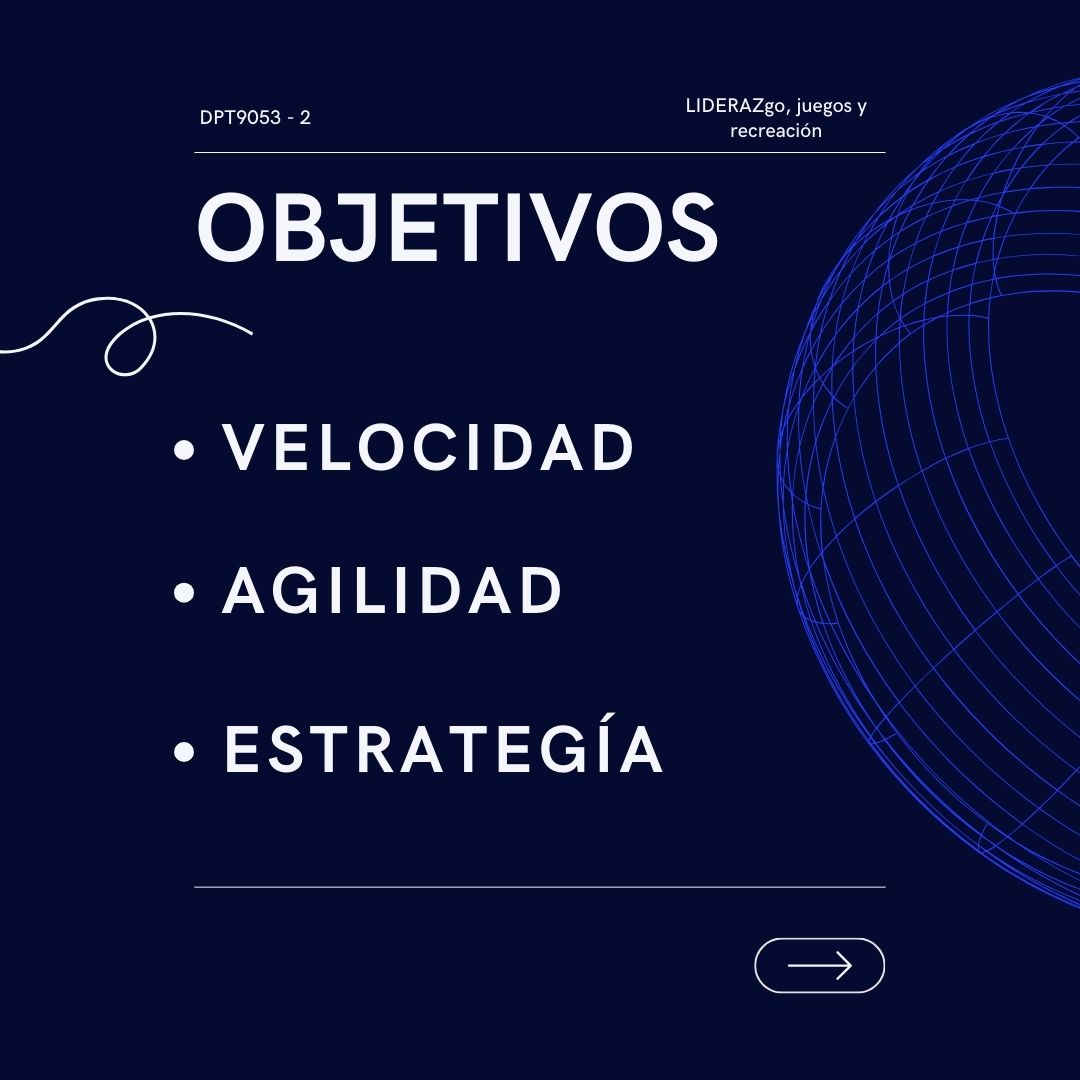 DPT9053 - 2
LIDERAZgo, juegos y
recreación
OBJETIVOS
• VELOCIDAD
• AGILIDAD
• ESTRATEGÍA